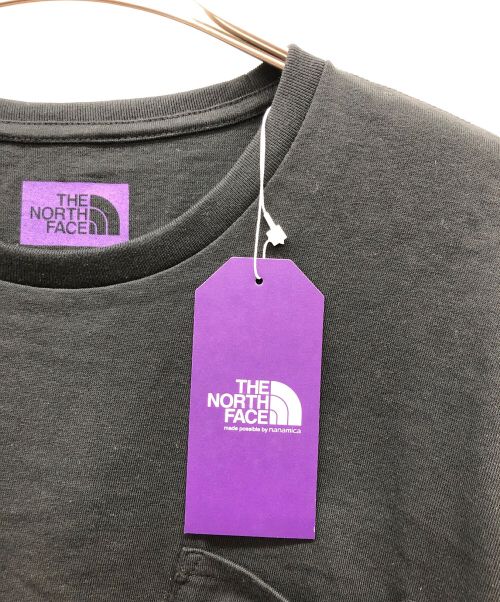 THE
NORTH
FACE
THE
NORTH
FACE
made possible by nanamica